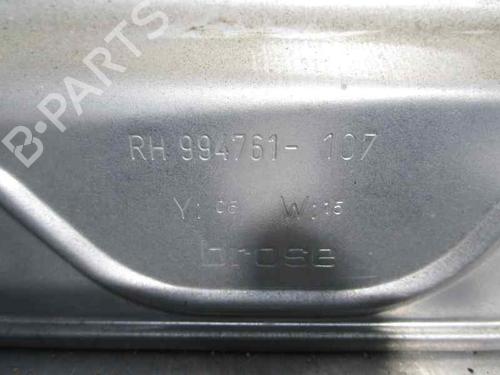 B-PARTS
RH 994761- 107
Y: 06 W:15
brose